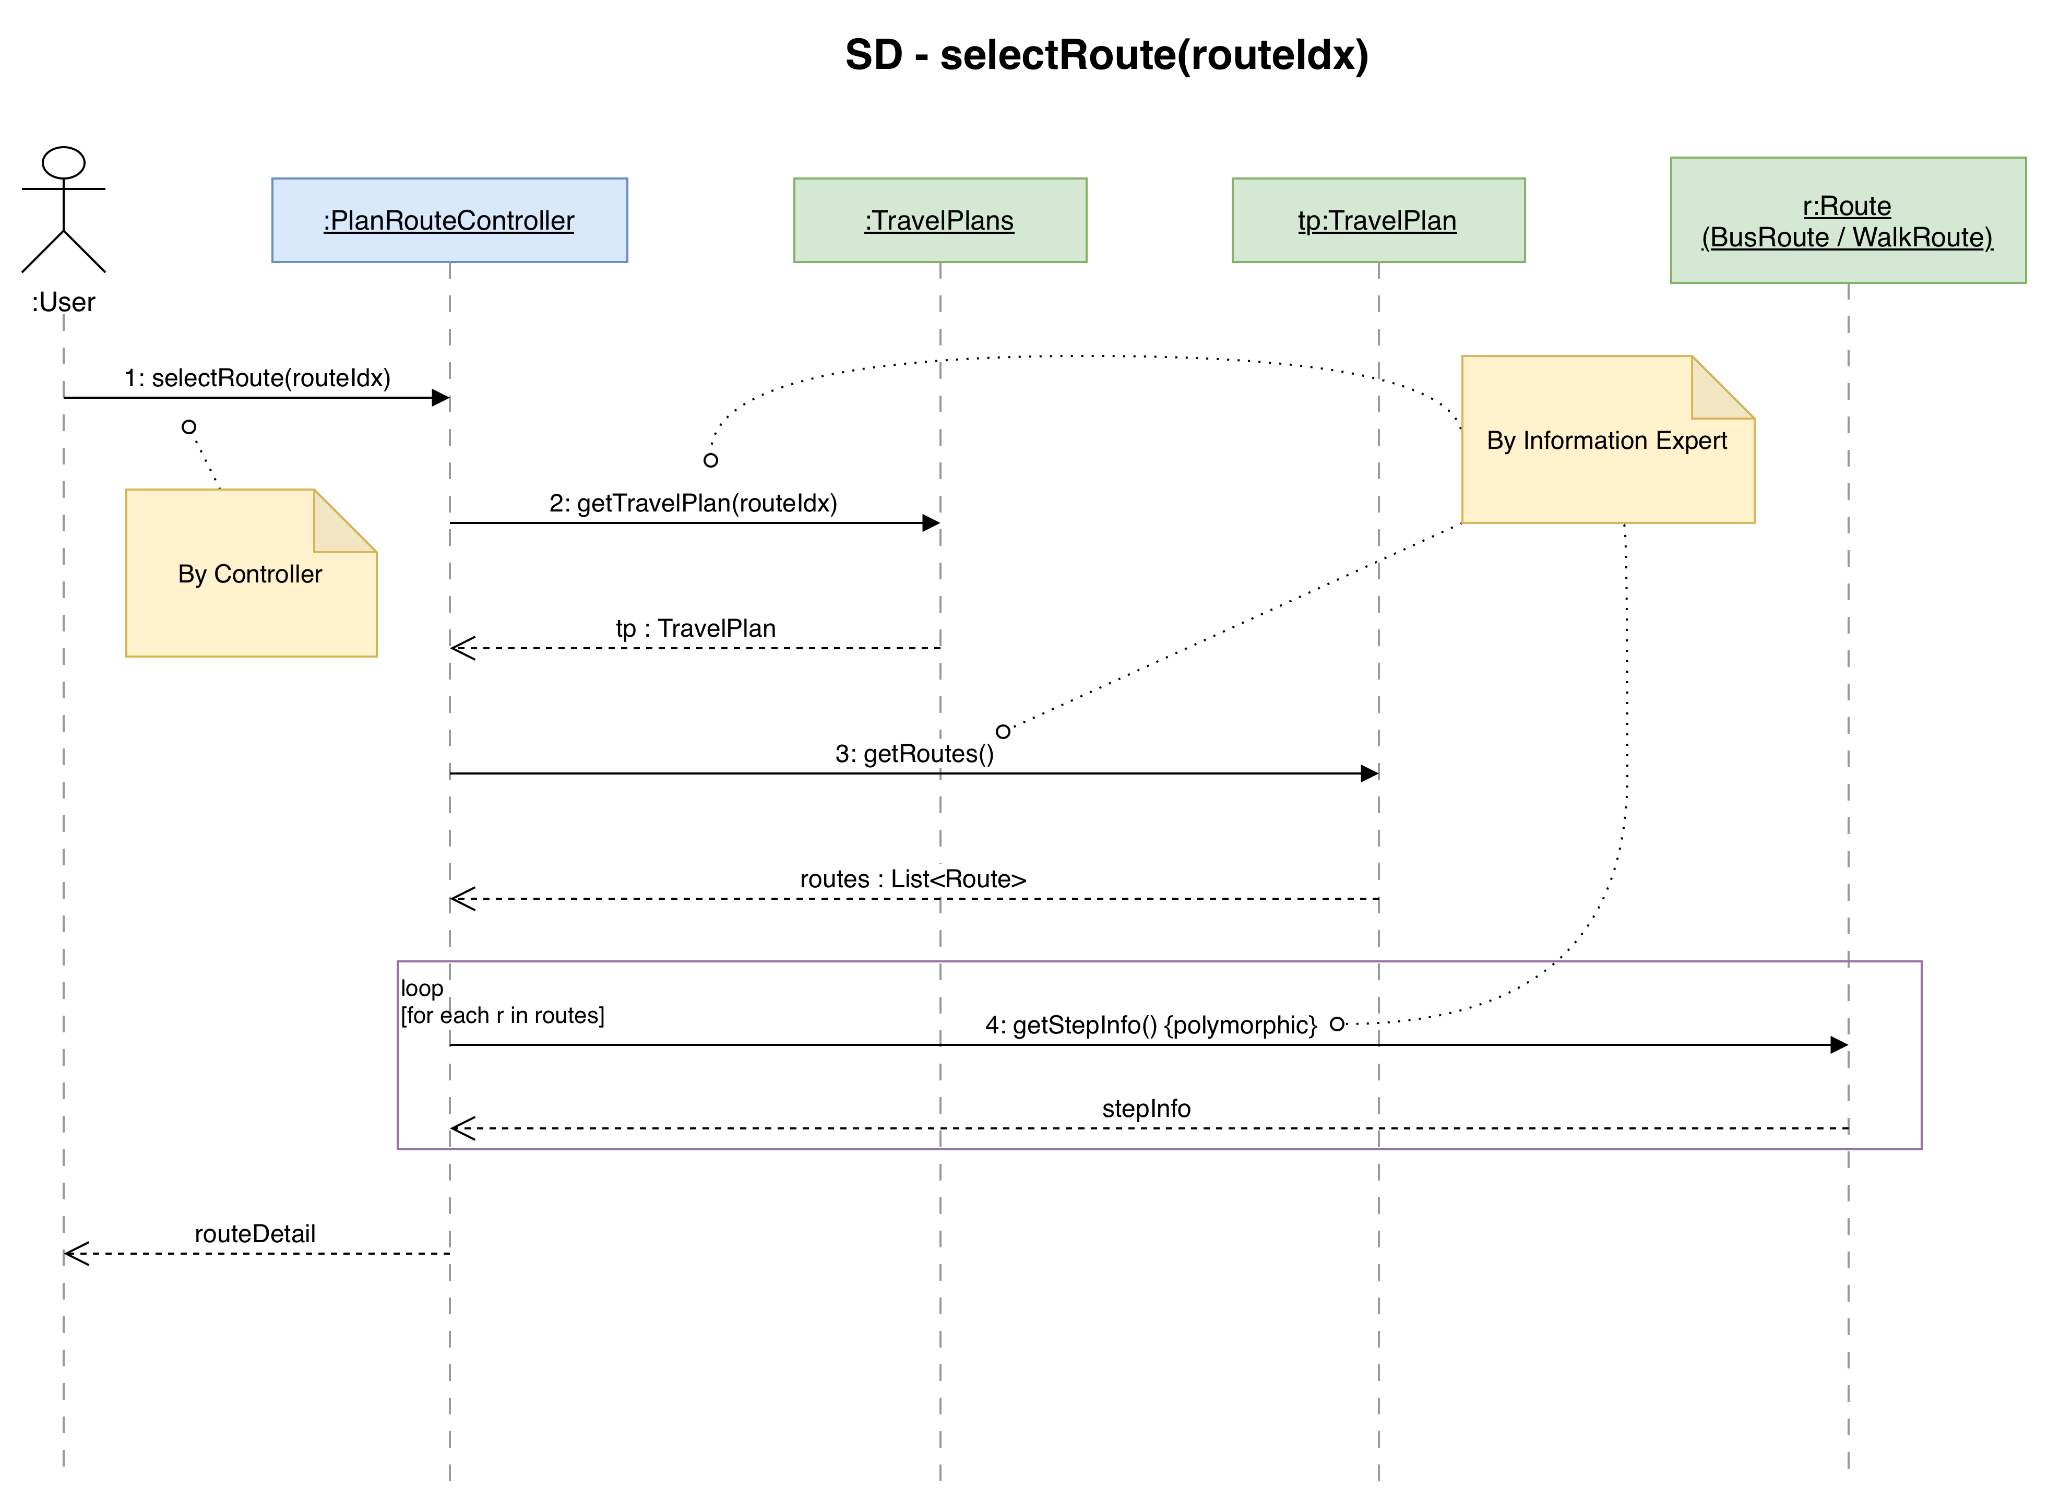 SD - selectRoute(routeIdx)
:User
:PlanRouteController
:TravelPlans
tp:TravelPlan
r:Route
(BusRoute / WalkRoute)
1: selectRoute(routeIdx)
By Information Expert
2: getTravelPlan(routeIdx)
By Controller
tp : TravelPlan
3: getRoutes()
routes : List<Route>
loop
[for each r in routes]
4: getStepInfo() {polymorphic}
stepInfo
routeDetail